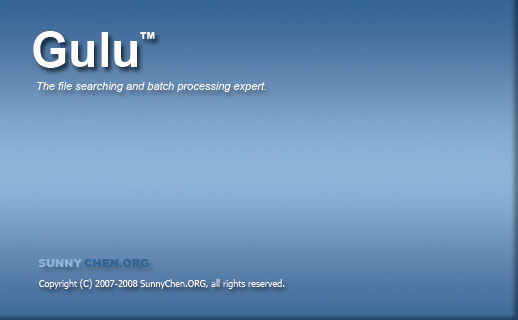 Gulu™
The file searching and batch processing expert.
SUNNYCHEN.ORG
Copyright (C) 2007-2008 SunnyChen.ORG, all rights reserved.